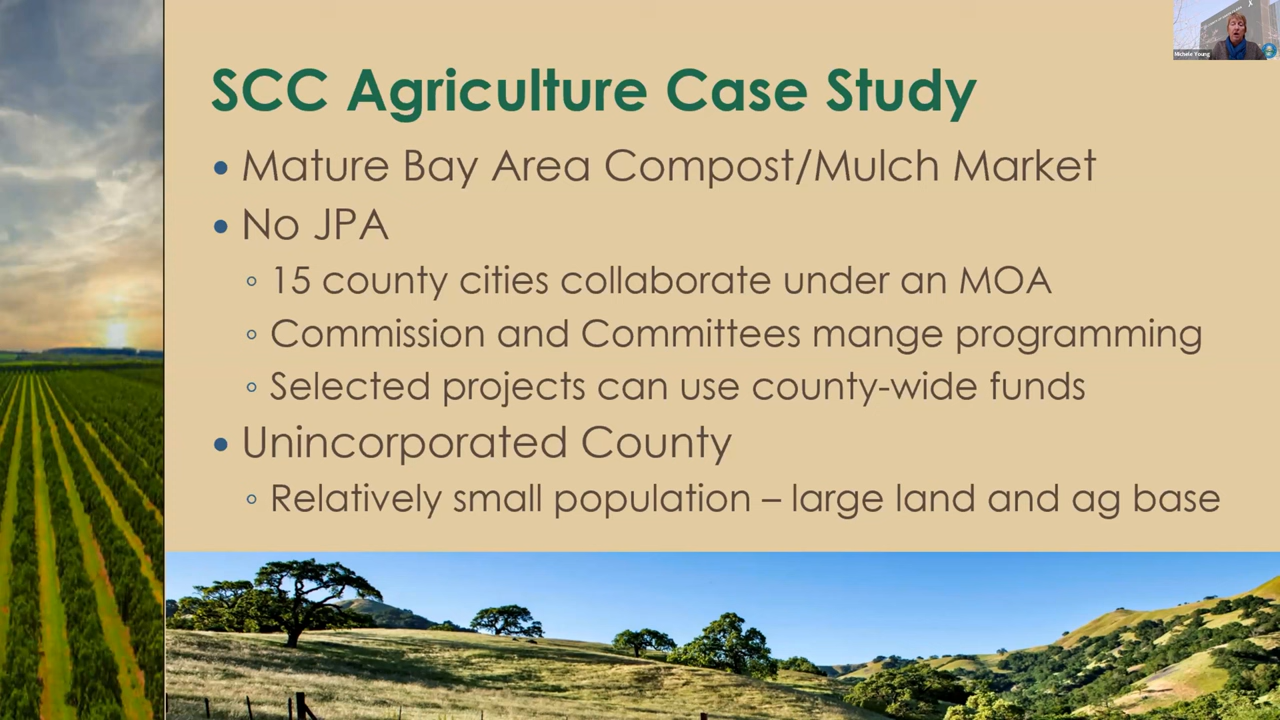 Michele Young
SCC Agriculture Case Study
• Mature Bay Area Compost/Mulch Market
• No JPA
◦ 15 county cities collaborate under an MOA
◦ Commission and Committees mange programming
◦ Selected projects can use county-wide funds
• Unincorporated County
◦ Relatively small population – large land and ag base